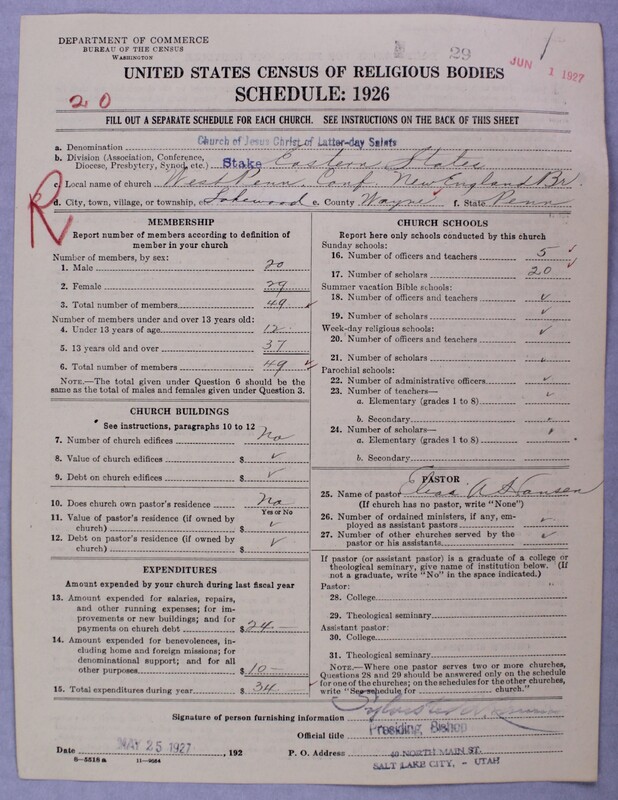 DEPARTMENT OF COMMERCE
BUREAU OF THE CENSUS
WASHINGTON
29
JUN 1 1927
UNITED STATES CENSUS OF RELIGIOUS BODIES
SCHEDULE: 1926
20
FILL OUT A SEPARATE SCHEDULE FOR EACH CHURCH. SEE INSTRUCTIONS ON THE BACK OF THIS SHEET
a. Denomination Church of Jesus Christ of Latter-day Saints
b. Division (Association, Conference, Diocese, Presbytery, Synod, etc.) Stake Eastern States
c. Local name of church West Penn. Conf. New England Br.
d. City, town, village, or township, Lakewood e. County Wayne f. State Penn
R
MEMBERSHIP
Report number of members according to definition of
member in your church
Number of members, by sex:
1. Male 20
2. Female 29
3. Total number of members 49
Number of members under and over 13 years old:
4. Under 13 years of age 12
5. 13 years old and over 37
6. Total number of members 49
NOTE.—The total given under Question 6 should be the
same as the total of males and females given under Question 3.
CHURCH BUILDINGS
See instructions, paragraphs 10 to 12
7. Number of church edifices No
8. Value of church edifices $
9. Debt on church edifices $
10. Does church own pastor's residence No
Yes or No
11. Value of pastor's residence (if owned by
church) $
12. Debt on pastor's residence (if owned by
church) $
EXPENDITURES
Amount expended by your church during last fiscal year
13. Amount expended for salaries, repairs,
and other running expenses; for im-
provements or new buildings; and for
payments on church debt $24—
14. Amount expended for benevolences, in-
cluding home and foreign missions; for
denominational support; and for all
other purposes $10—
15. Total expenditures during year $34
CHURCH SCHOOLS
Report here only schools conducted by this church
Sunday schools:
16. Number of officers and teachers 5
17. Number of scholars 20
Summer vacation Bible schools:
18. Number of officers and teachers
19. Number of scholars
Week-day religious schools:
20. Number of officers and teachers
21. Number of scholars
Parochial schools:
22. Number of administrative officers
23. Number of teachers—
a. Elementary (grades 1 to 8)
b. Secondary
24. Number of scholars—
a. Elementary (grades 1 to 8)
b. Secondary
PASTOR
25. Name of pastor Elias A Hansen
(If church has no pastor, write "None")
26. Number of ordained ministers, if any, em-
ployed as assistant pastors
27. Number of other churches served by the
pastor or his assistants
If pastor (or assistant pastor) is a graduate of a college or
theological seminary, give name of institution below. (If
not a graduate, write "No" in the space indicated.)
Pastor:
28. College
29. Theological seminary
Assistant pastor:
30. College
31. Theological seminary
NOTE.—Where one pastor serves two or more churches,
Questions 28 and 29 should be answered only on the schedule
for one of the churches; on the schedules for the other churches,
write "See schedule for church."
Signature of person furnishing information
Official title Presiding Bishop
Date MAY 25 1927, 192
P. O. Address 40 NORTH MAIN ST.
SALT LAKE CITY, - UTAH
8-5518a 11-9084